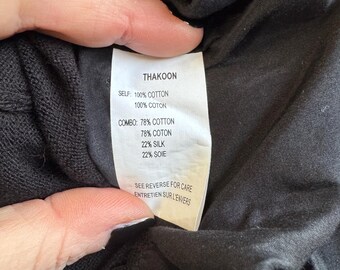 THAKOON
SELF: 100% COTTON
100% COTON
COMBO: 78% COTTON
78% COTON
22% SILK
22% SOIE
SEE REVERSE FOR CARE
ENTRETIEN SUR L'ENVERS